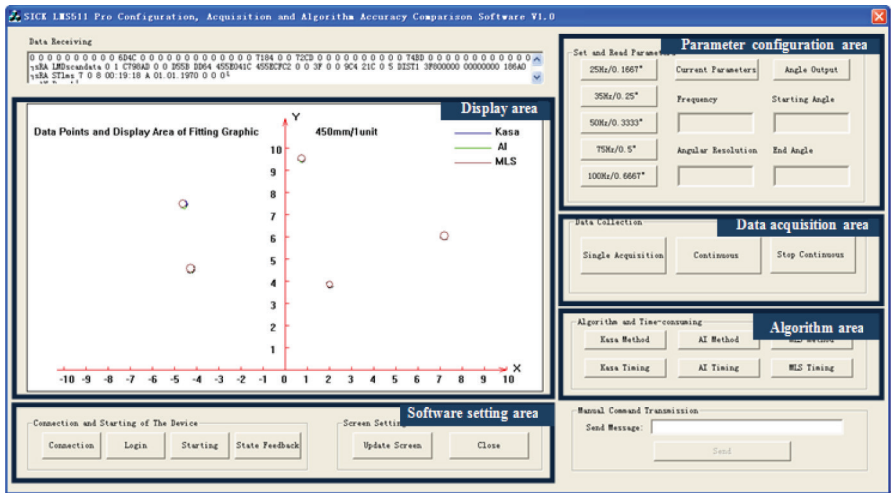 SICK LMS511 Pro Configuration, Acquisition and Algorithm Accuracy Comparison Software V1.0
Data Receiving
0 0 0 0 0 0 0 0 0 0 6D4C 0 0 0 0 0 0 0 0 0 0 0 0 0 0 7184 0 0 72CD 0 0 0 0 0 0 0 0 0 0 0 74BD 0 0 0 0 0 0 0 0 0 0 0 0 0 0
sRA LMDscandata 0 1 C798AD 0 0 D55B DD64 455E041C 455ECFC2 0 0 3F 0 0 9C4 21C 0 5 DIST1 3F800000 00000000 186A0
sRA STlms 7 0 8 00:19:18 A 01.01.1970 0 0 0
Display area
Data Points and Display Area of Fitting Graphic
Y
450mm/1unit
Kasa
AI
MLS
10
9
8
7
6
5
4
3
2
1
-10 -9 -8 -7 -6 -5 -4 -3 -2 -1 0 1 2 3 4 5 6 7 8 9 10
X
Software setting area
Connection and Starting of The Device
Connection Login Starting State Feedback
Screen Setting
Update Screen Close
Parameter configuration area
Set and Read Parameters
25Hz/0.1667° Current Parameters Angle Output
35Hz/0.25° Frequency Starting Angle
50Hz/0.3333°
75Hz/0.5° Angular Resolution End Angle
100Hz/0.6667°
Data acquisition area
Data Collection
Single Acquisition Continuous Stop Continuous
Algorithm area
Algorithm and Time-consuming
Kasa Method AI Method MLS Method
Kasa Timing AI Timing MLS Timing
Manual Command Transmission
Send Message:
Send